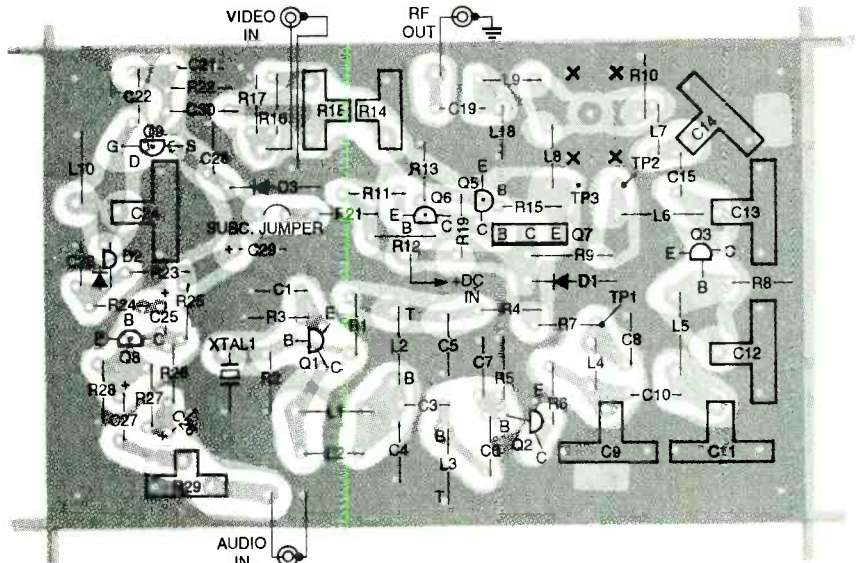 VIDEO IN
RF OUT
C21
R22
C30
C22
R17
R16
R15
R14
C19
L9
L18
R10
L7
C14
G
D
S
C28
L10
D3
R13
R11
Q6
E
B
C
Q5
E
B
C
L8
R15
TP3
TP2
C15
L6
C13
SUBC. JUMPER
R21
R12
R19
B C E
Q7
R9
Q3
E
C
B
R8
D2
R23
C29
+
-
+DC IN
D1
C1
R3
R24
C25
+
R25
B
Q8
C
XTAL1
E
B
Q1
C
R1
R2
T
L2
B
C5
C7
R4
R5
R7
TP1
L4
C8
L5
C12
R28
C27
+
R27
R26
+
C3
C4
B
L3
T
C6
B
E
Q2
C
R6
C10
C9
C11
R29
AUDIO IN